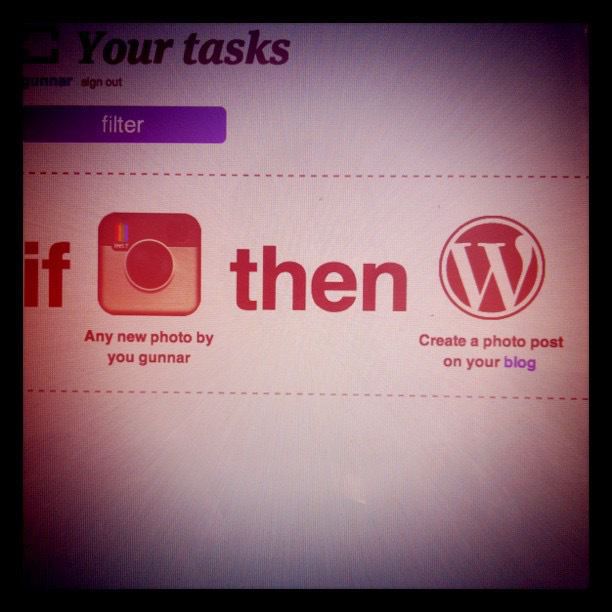 Your tasks
gunnar sign out
filter
if then
Any new photo by
you gunnar
Create a photo post
on your blog